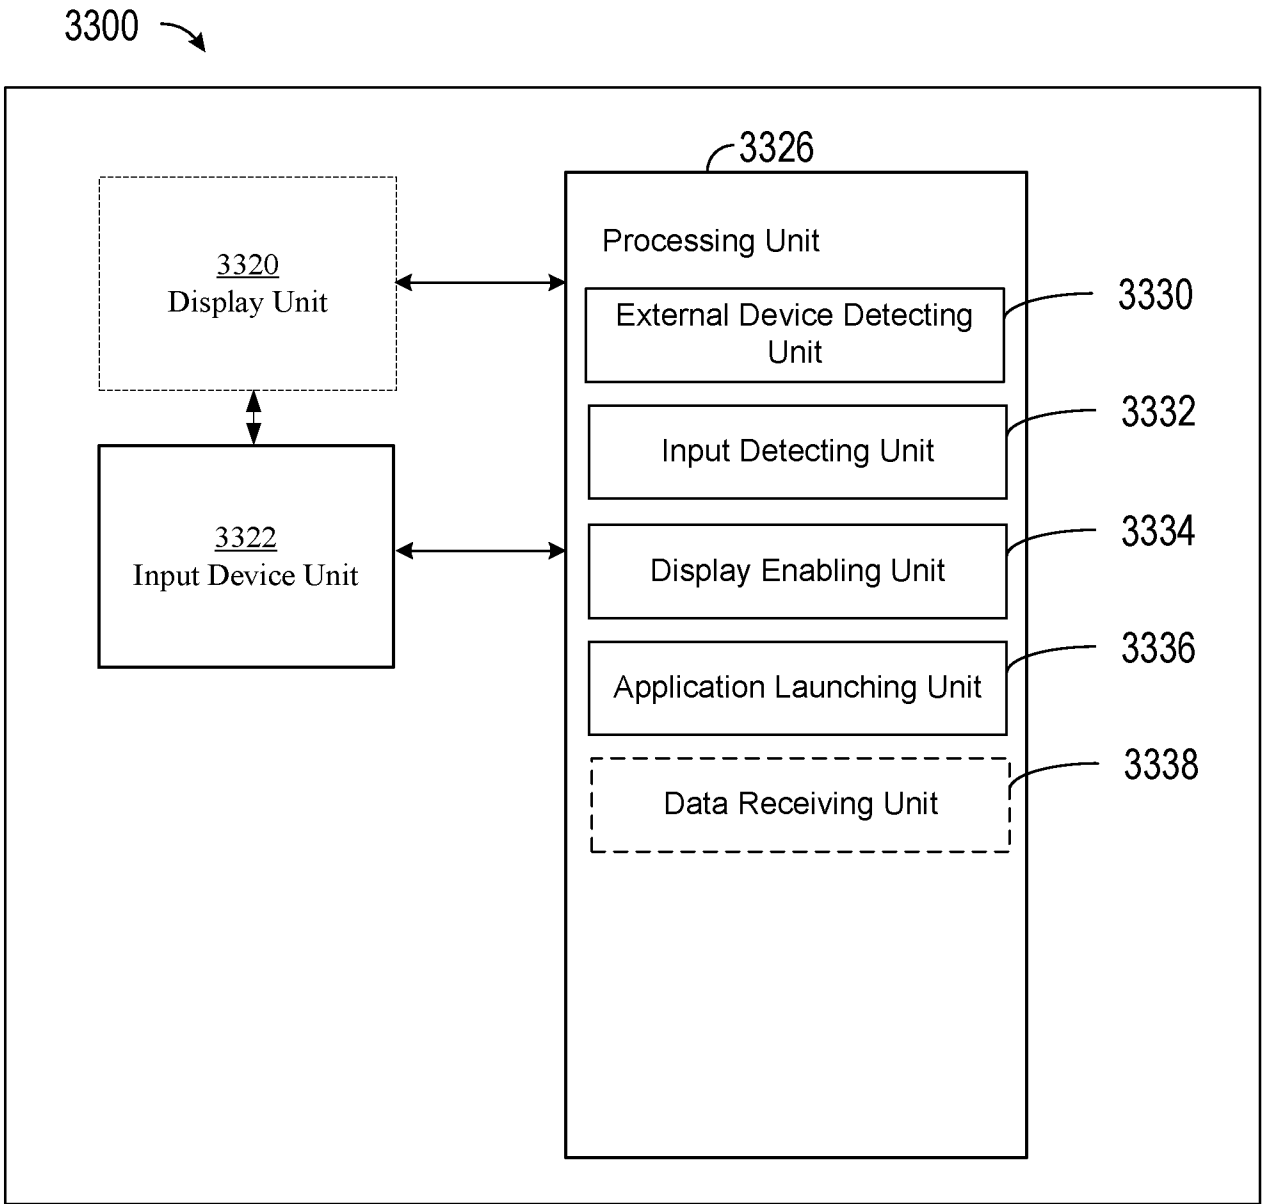 3300
3326
3320
Display Unit
3322
Input Device Unit
Processing Unit
External Device Detecting
Unit
3330
Input Detecting Unit
3332
Display Enabling Unit
3334
Application Launching Unit
3336
Data Receiving Unit
3338